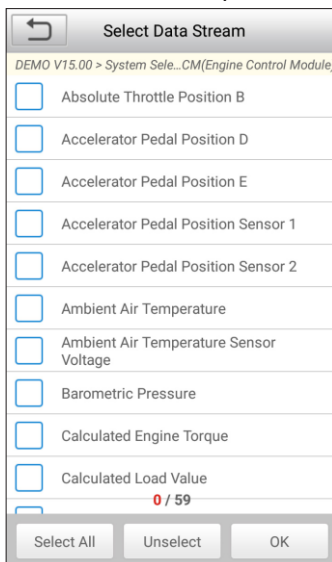 Select Data Stream
DEMO V15.00 > System Sele...CM(Engine Control Module
Absolute Throttle Position B
Accelerator Pedal Position D
Accelerator Pedal Position E
Accelerator Pedal Position Sensor 1
Accelerator Pedal Position Sensor 2
Ambient Air Temperature
Ambient Air Temperature Sensor
Voltage
Barometric Pressure
Calculated Engine Torque
Calculated Load Value
0 / 59
Select All Unselect OK